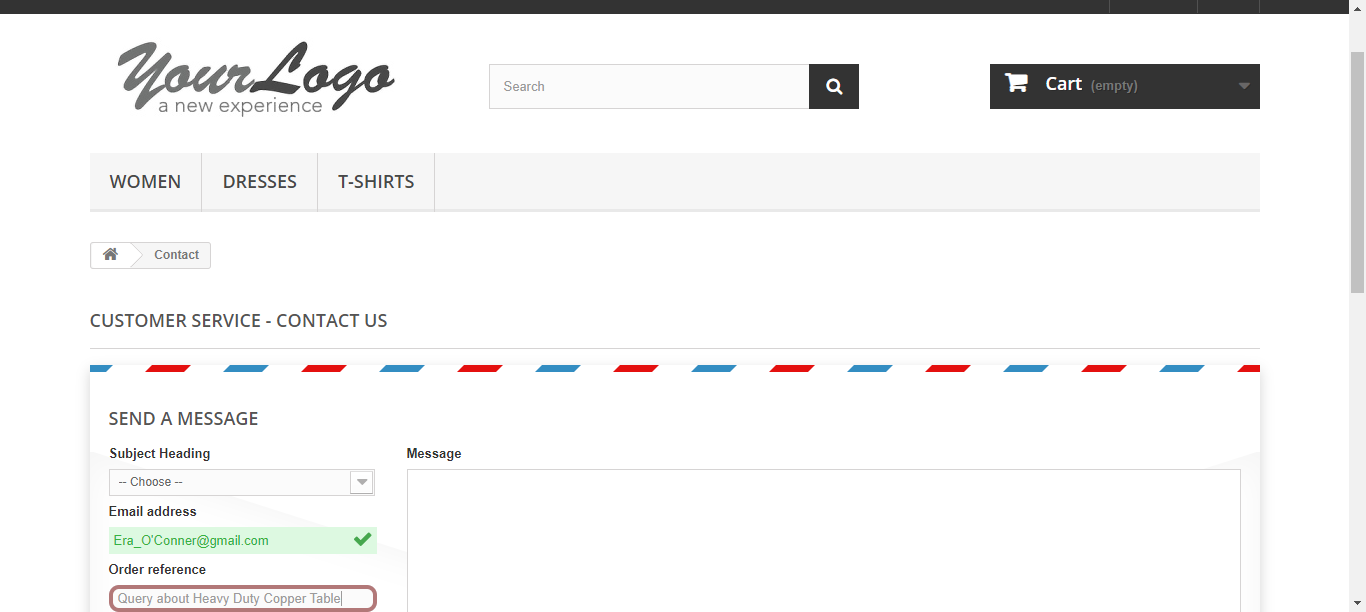 YourLogo
a new experience
Search
Cart (empty)
WOMEN DRESSES T-SHIRTS
Contact
CUSTOMER SERVICE - CONTACT US
SEND A MESSAGE
Subject Heading
Message
-- Choose --
Email address
Era_O'Conner@gmail.com
Order reference
Query about Heavy Duty Copper Table